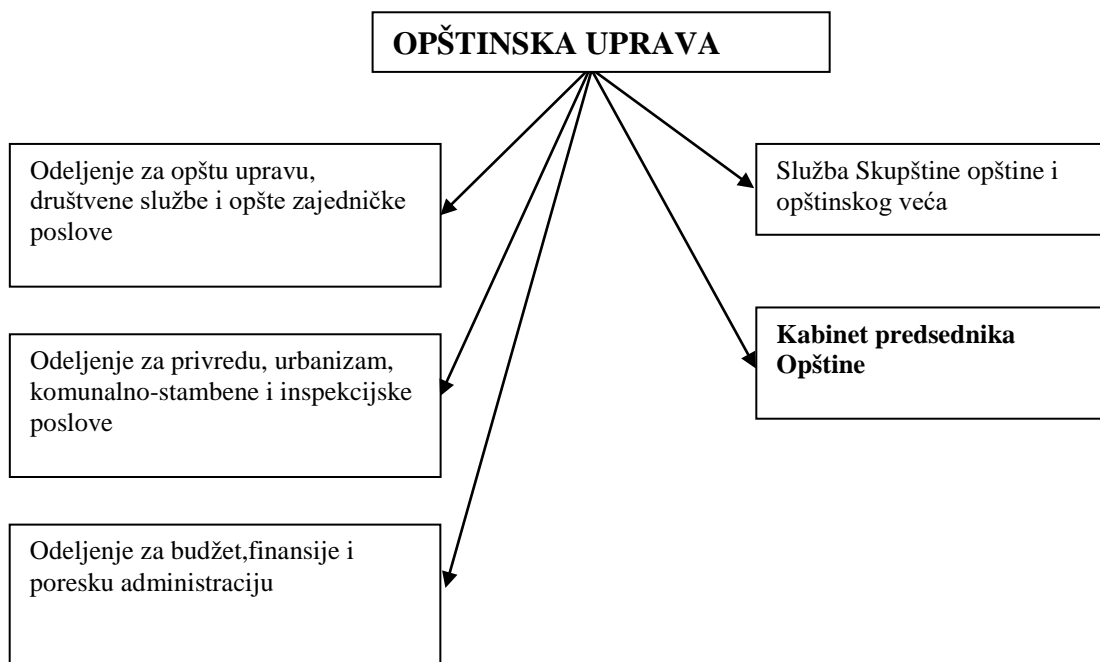 OPŠTINSKA UPRAVA
Odeljenje za opštu upravu,
društvene službe i opšte zajedničke
poslove
Služba Skupštine opštine i
opštinskog veća
Odeljenje za privredu, urbanizam,
komunalno-stambene i inspekcijske
poslove
Kabinet predsednika
Opštine
Odeljenje za budžet,finansije i
poresku administraciju